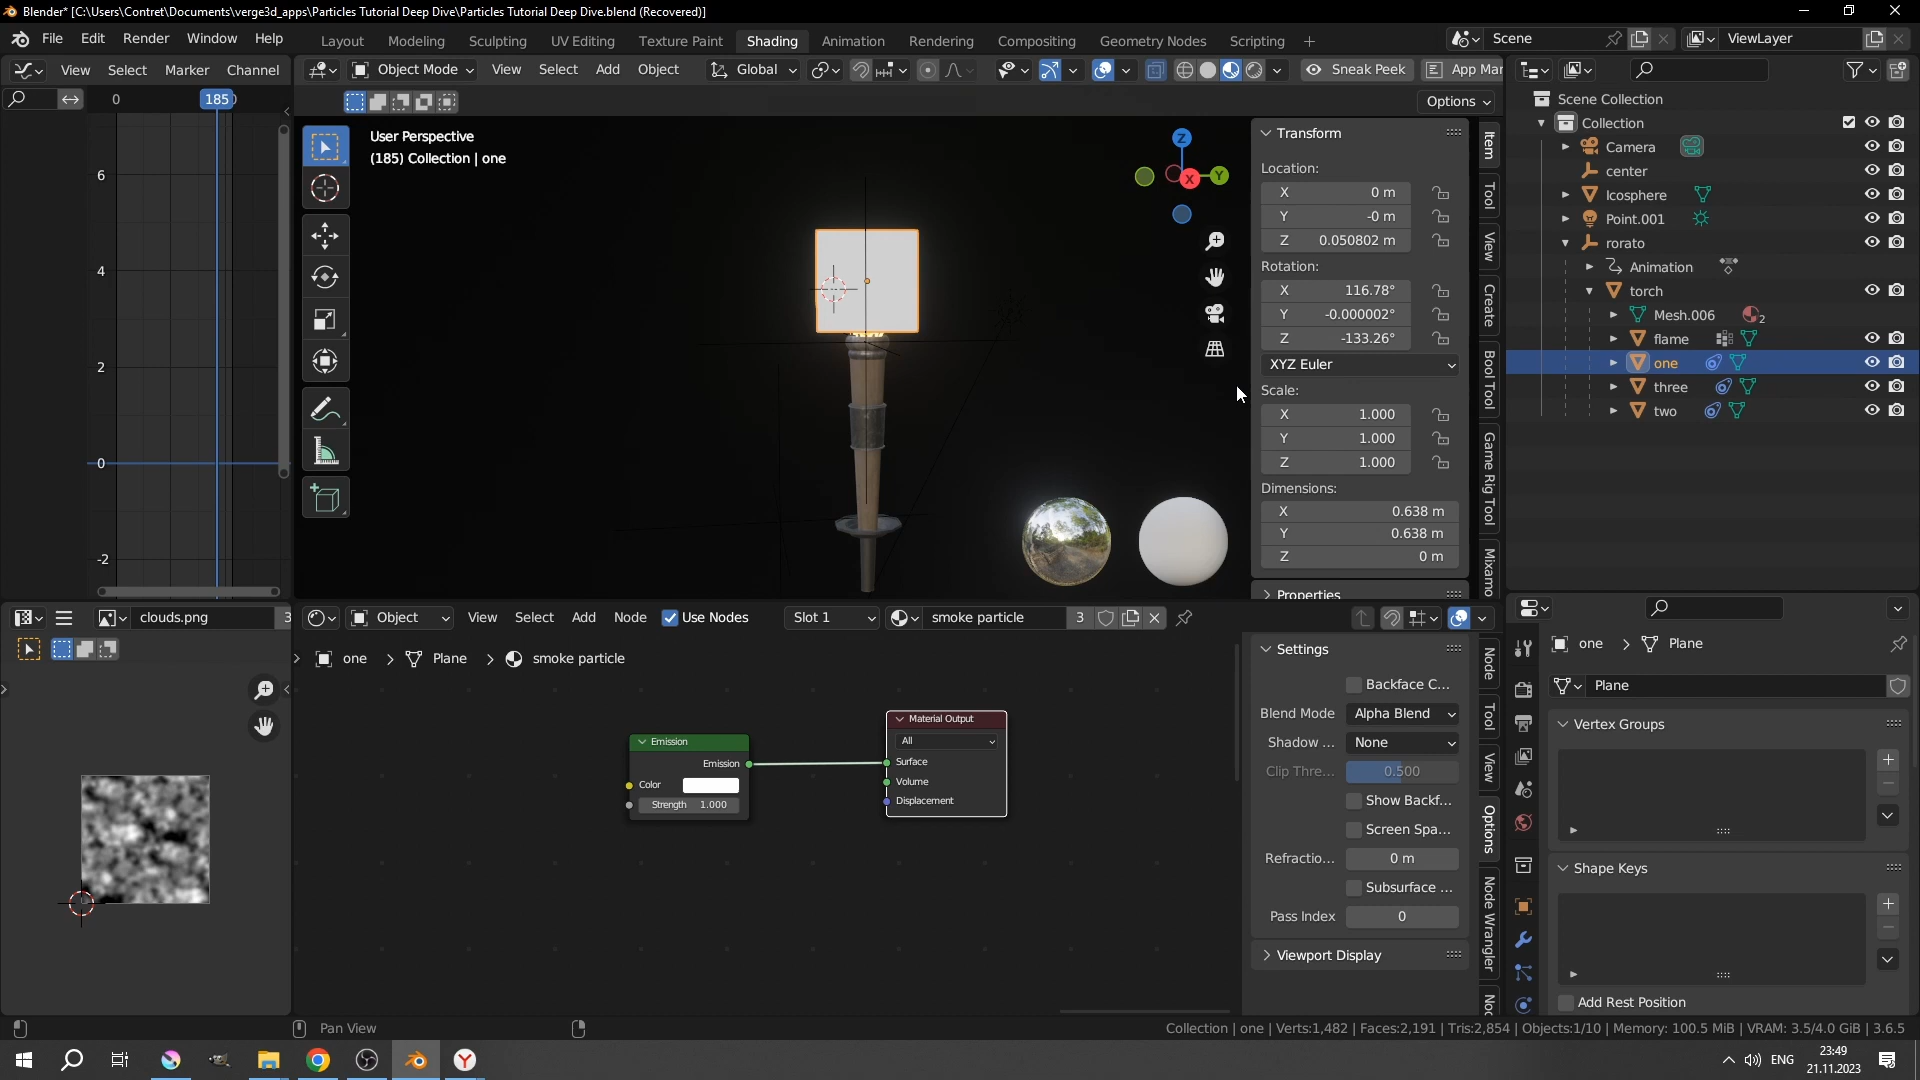 Blender* [C:\Users\Contret\Documents\verge3d_apps\Particles Tutorial Deep Dive\Particles Tutorial Deep Dive.blend (Recovered)]
File Edit Render Window Help
Layout Modeling Sculpting UV Editing Texture Paint Shading Animation Rendering Compositing Geometry Nodes Scripting
Scene
ViewLayer
View Select Marker Channel
Object Mode View Select Add Object Global
Sneak Peek
App Mar
0 185
Options
6
4
2
0
-2
User Perspective
(185) Collection | one
Z
Y
X
Transform
Location:
X 0 m
Y -0 m
Z 0.050802 m
Rotation:
X 116.78°
Y -0.000002°
Z -133.26°
XYZ Euler
Scale:
X 1.000
Y 1.000
Z 1.000
Dimensions:
X 0.638 m
Y 0.638 m
Z 0 m
Properties
Item
Tool
View
Create
Bool Tool
Game Rig Tool
Mixamo
Scene Collection
Collection
Camera
center
Icosphere
Point.001
rorato
Animation
torch
Mesh.006 2
flame
one
three
two
clouds.png 3
Object View Select Add Node Use Nodes Slot 1 smoke particle 3
one Plane smoke particle
Emission
Emission
Color
Strength 1.000
Material Output
All
Surface
Volume
Displacement
Settings
Backface C...
Blend Mode Alpha Blend
Shadow ... None
Clip Thre... 0.500
Show Backf...
Screen Spa...
Refractio... 0 m
Subsurface ...
Pass Index 0
Viewport Display
Node
Tool
View
Options
Node Wrangler
one Plane
Plane
Vertex Groups
Shape Keys
Add Rest Position
Pan View
Collection | one | Verts:1,482 | Faces:2,191 | Tris:2,854 | Objects:1/10 | Memory: 100.5 MiB | VRAM: 3.5/4.0 GiB | 3.6.5
ENG
23:49
21.11.2023